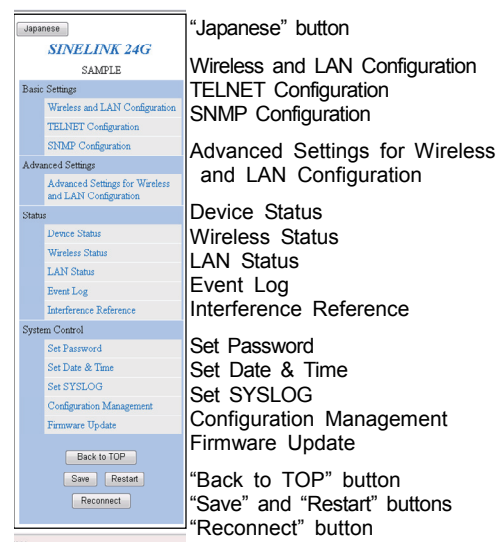 Japanese
SINELINK 24G
SAMPLE
Basic Settings
Wireless and LAN Configuration
TELNET Configuration
SNMP Configuration
Advanced Settings
Advanced Settings for Wireless
and LAN Configuration
Status
Device Status
Wireless Status
LAN Status
Event Log
Interference Reference
System Control
Set Password
Set Date & Time
Set SYSLOG
Configuration Management
Firmware Update
Back to TOP
Save Restart
Reconnect
“Japanese” button
Wireless and LAN Configuration
TELNET Configuration
SNMP Configuration
Advanced Settings for Wireless
and LAN Configuration
Device Status
Wireless Status
LAN Status
Event Log
Interference Reference
Set Password
Set Date & Time
Set SYSLOG
Configuration Management
Firmware Update
“Back to TOP” button
“Save” and “Restart” buttons
“Reconnect” button